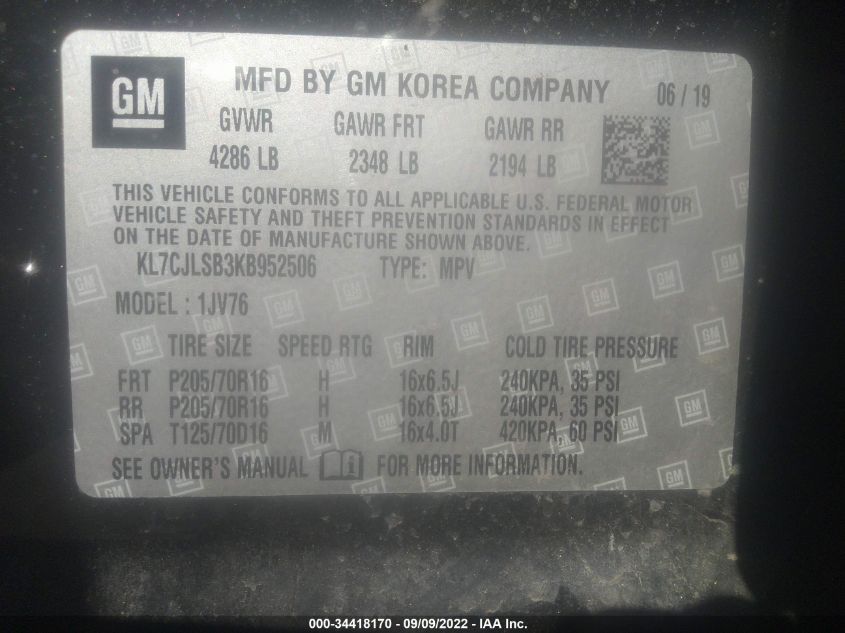 GM MFD BY GM KOREA COMPANY 06 / 19
GVWR GAWR FRT GAWR RR
4286 LB 2348 LB 2194 LB
THIS VEHICLE CONFORMS TO ALL APPLICABLE U.S. FEDERAL MOTOR
VEHICLE SAFETY AND THEFT PREVENTION STANDARDS IN EFFECT
ON THE DATE OF MANUFACTURE SHOWN ABOVE.
KL7CJLSB3KB952506 TYPE: MPV
MODEL : 1JV76
TIRE SIZE SPEED RTG RIM COLD TIRE PRESSURE
FRT P205/70R16 H 16x6.5J 240KPA, 35 PSI
RR P205/70R16 H 16x6.5J 240KPA, 35 PSI
SPA T125/70D16 M 16x4.0T 420KPA, 60 PSI
SEE OWNER'S MANUAL FOR MORE INFORMATION.
000-34418170 - 09/09/2022 - IAA Inc.